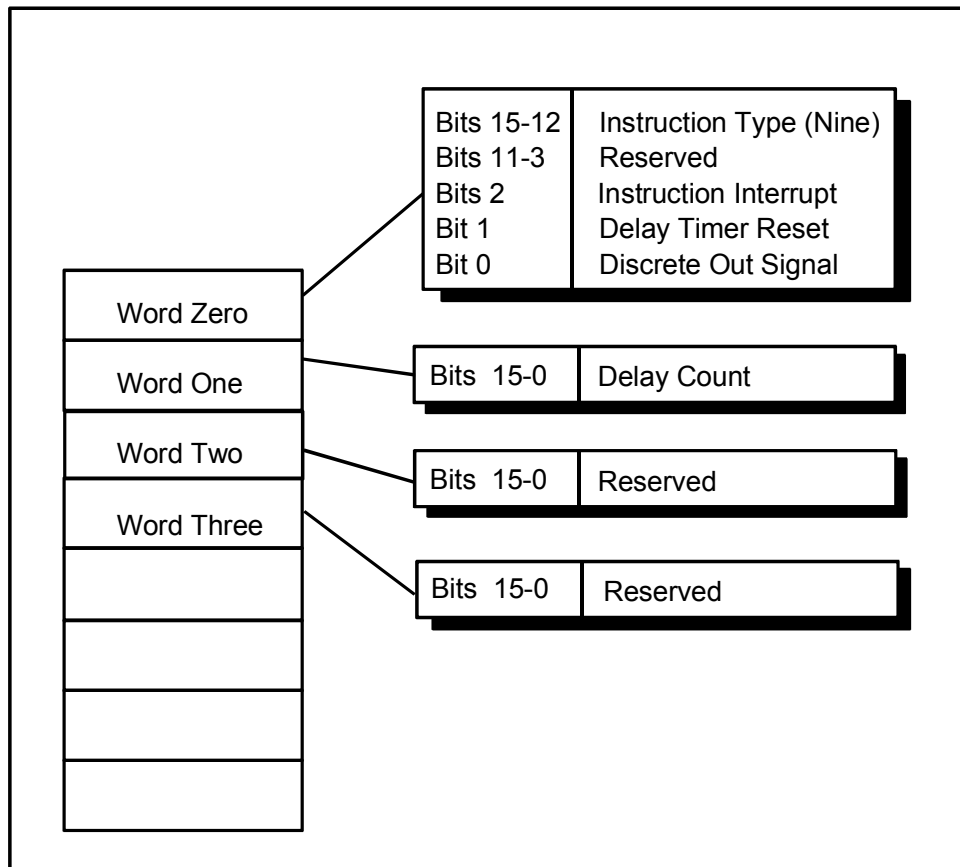 Bits 15-12 Instruction Type (Nine)
Bits 11-3 Reserved
Bits 2 Instruction Interrupt
Bit 1 Delay Timer Reset
Bit 0 Discrete Out Signal
Word Zero
Word One
Bits 15-0 Delay Count
Word Two
Bits 15-0 Reserved
Word Three
Bits 15-0 Reserved